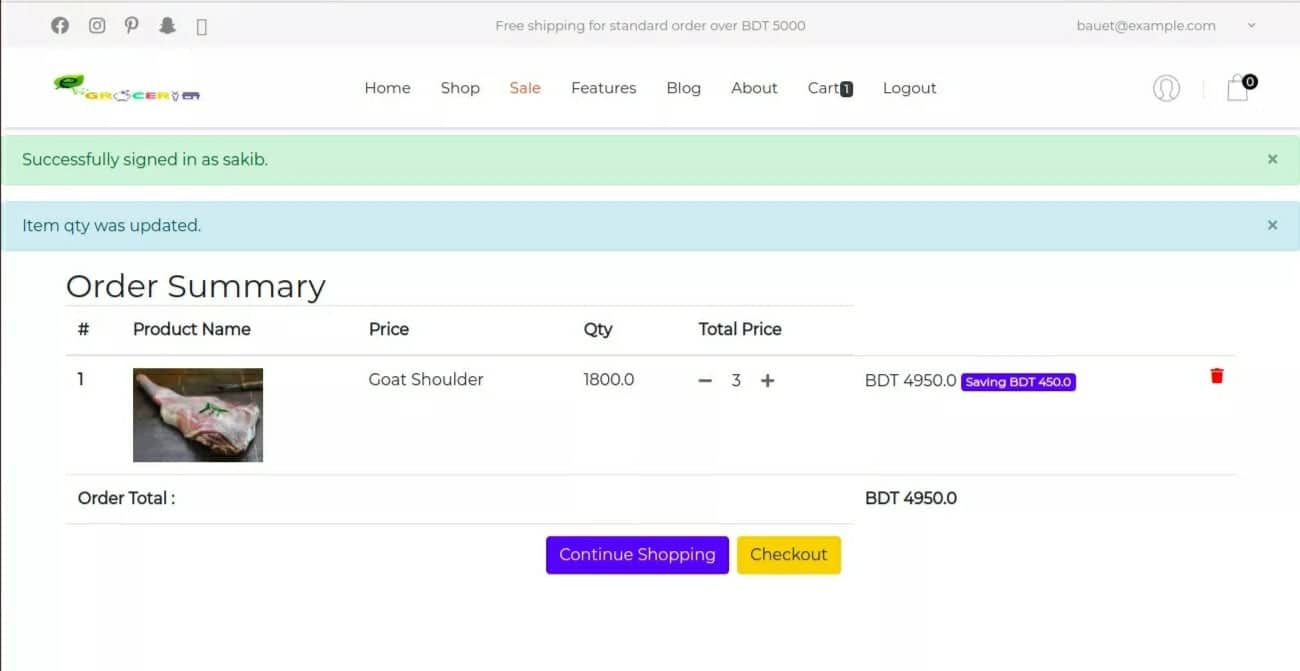 Free shipping for standard order over BDT 5000 bauet@example.com
e GROCERY
Home Shop Sale Features Blog About Cart 1 Logout 0
Successfully signed in as sakib. ×
Item qty was updated. ×
Order Summary
# Product Name Price Qty Total Price
1 Goat Shoulder 1800.0 − 3 + BDT 4950.0 Saving BDT 450.0
Order Total : BDT 4950.0
Continue Shopping Checkout